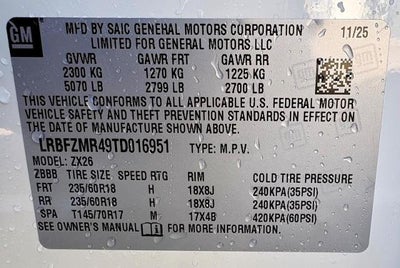 GM
MFD BY SAIC GENERAL MOTORS CORPORATION 11/25
LIMITED FOR GENERAL MOTORS LLC
GVWR GAWR FRT GAWR RR
2300 KG 1270 KG 1225 KG
5070 LB 2799 LB 2700 LB
THIS VEHICLE CONFORMS TO ALL APPLICABLE U.S. FEDERAL MOTOR
VEHICLE SAFETY AND THEFT PREVENTION STANDARDS IN EFFECT ON
THE DATE OF MANUFACTURE SHOWN ABOVE.
LRBFZMR49TD016951 TYPE: M.P.V.
MODEL: ZX26
ZBBB TIRE SIZE SPEED RTG RIM COLD TIRE PRESSURE
FRT 235/60R18 H 18X8J 240KPA(35PSI)
RR 235/60R18 H 18X8J 240KPA(35PSI)
SPA T145/70R17 M 17X4B 420KPA(60PSI)
SEE OWNER'S MANUAL FOR MORE INFORMATION.